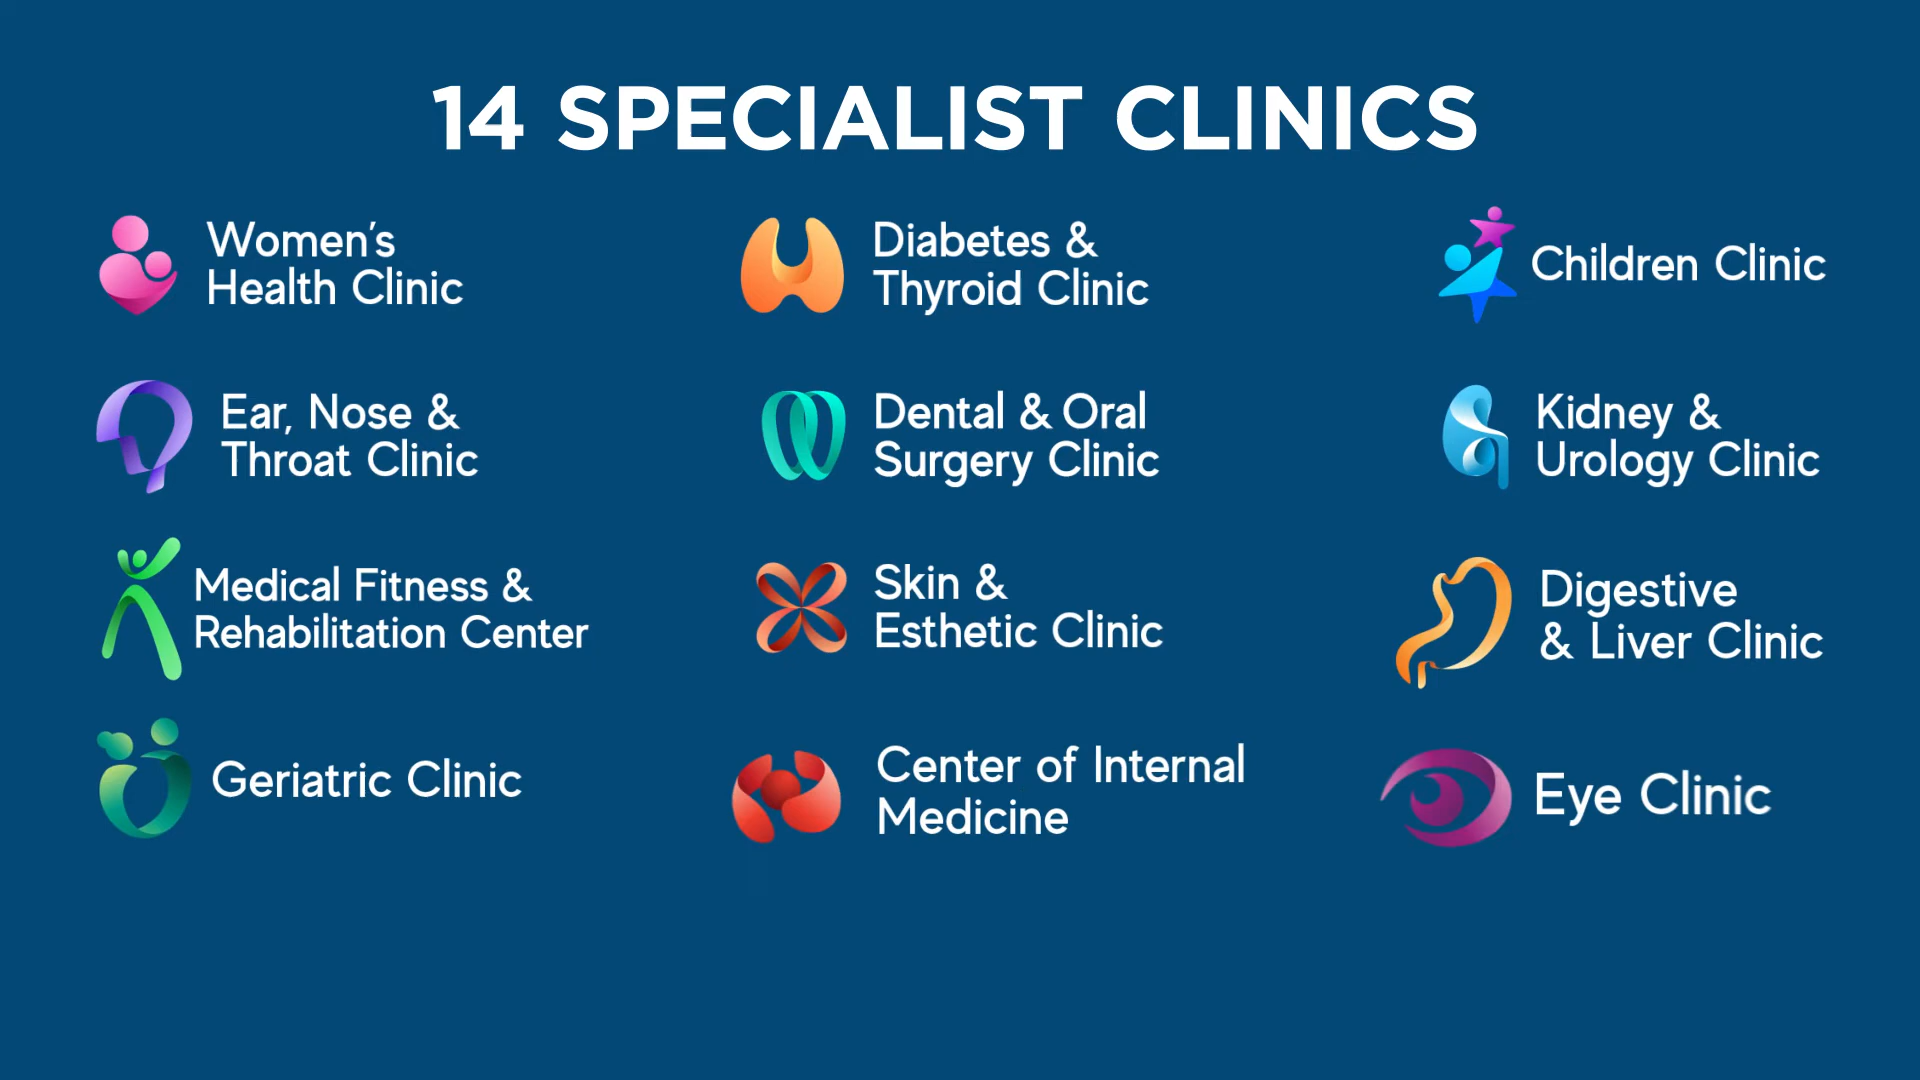 14 SPECIALIST CLINICS
Women's
Health Clinic
Diabetes &
Thyroid Clinic
Children Clinic
Ear, Nose &
Throat Clinic
Dental & Oral
Surgery Clinic
Kidney &
Urology Clinic
Medical Fitness &
Rehabilitation Center
Skin &
Esthetic Clinic
Digestive
& Liver Clinic
Geriatric Clinic
Center of Internal
Medicine
Eye Clinic